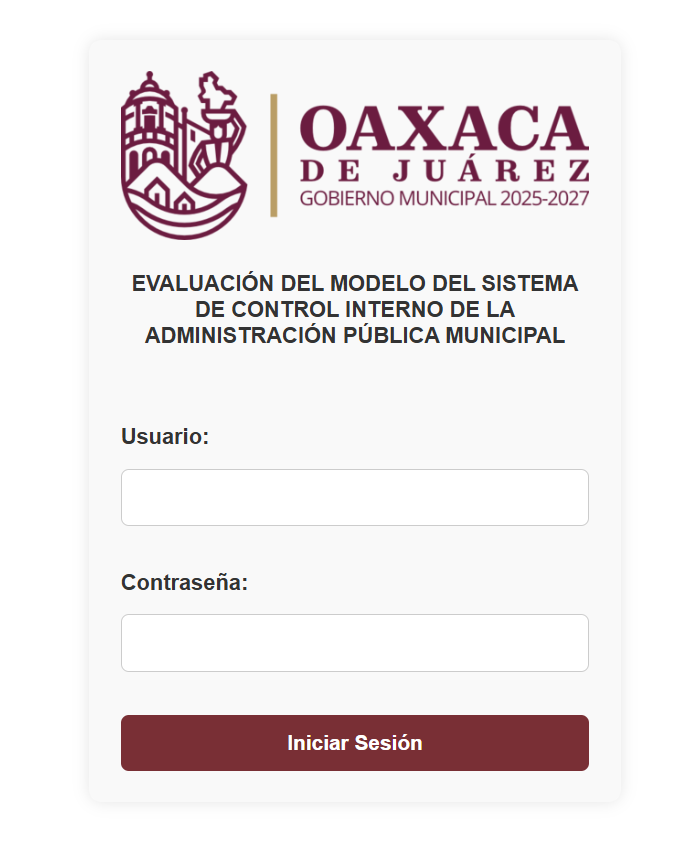 OAXACA
DE JUÁREZ
GOBIERNO MUNICIPAL 2025-2027
EVALUACIÓN DEL MODELO DEL SISTEMA
DE CONTROL INTERNO DE LA
ADMINISTRACIÓN PÚBLICA MUNICIPAL
Usuario:
Contraseña:
Iniciar Sesión